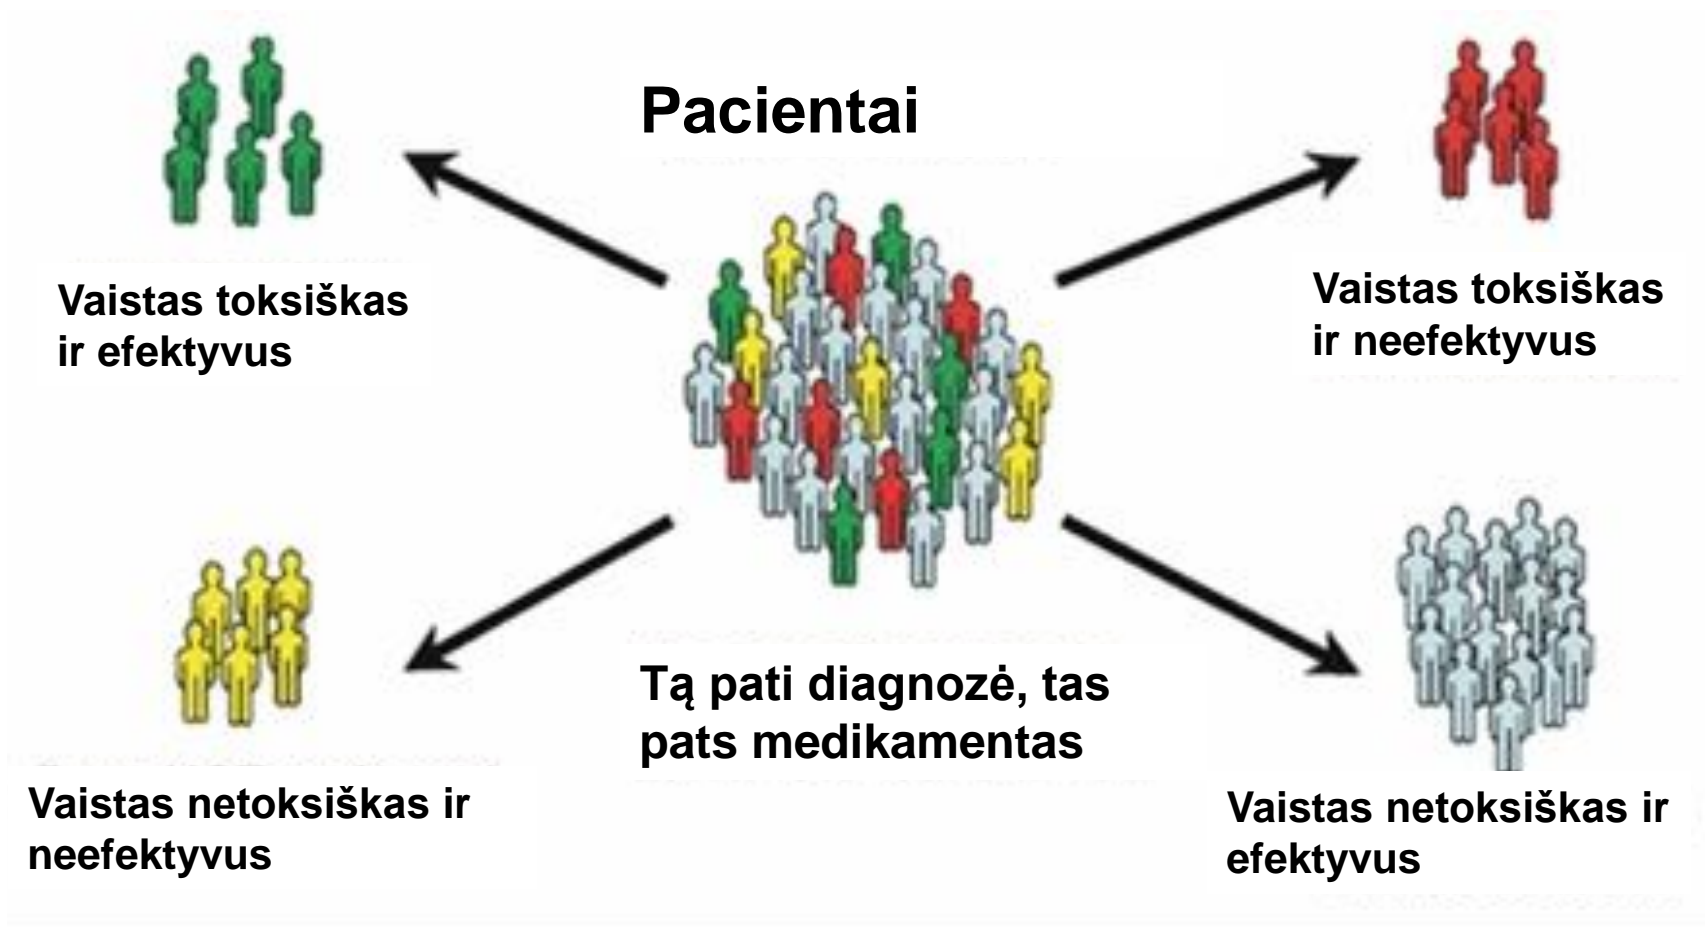 Pacientai
Vaistas toksiškas
ir efektyvus
Vaistas toksiškas
ir neefektyvus
Tą pati diagnozė, tas
pats medikamentas
Vaistas netoksiškas ir
neefektyvus
Vaistas netoksiškas ir
efektyvus